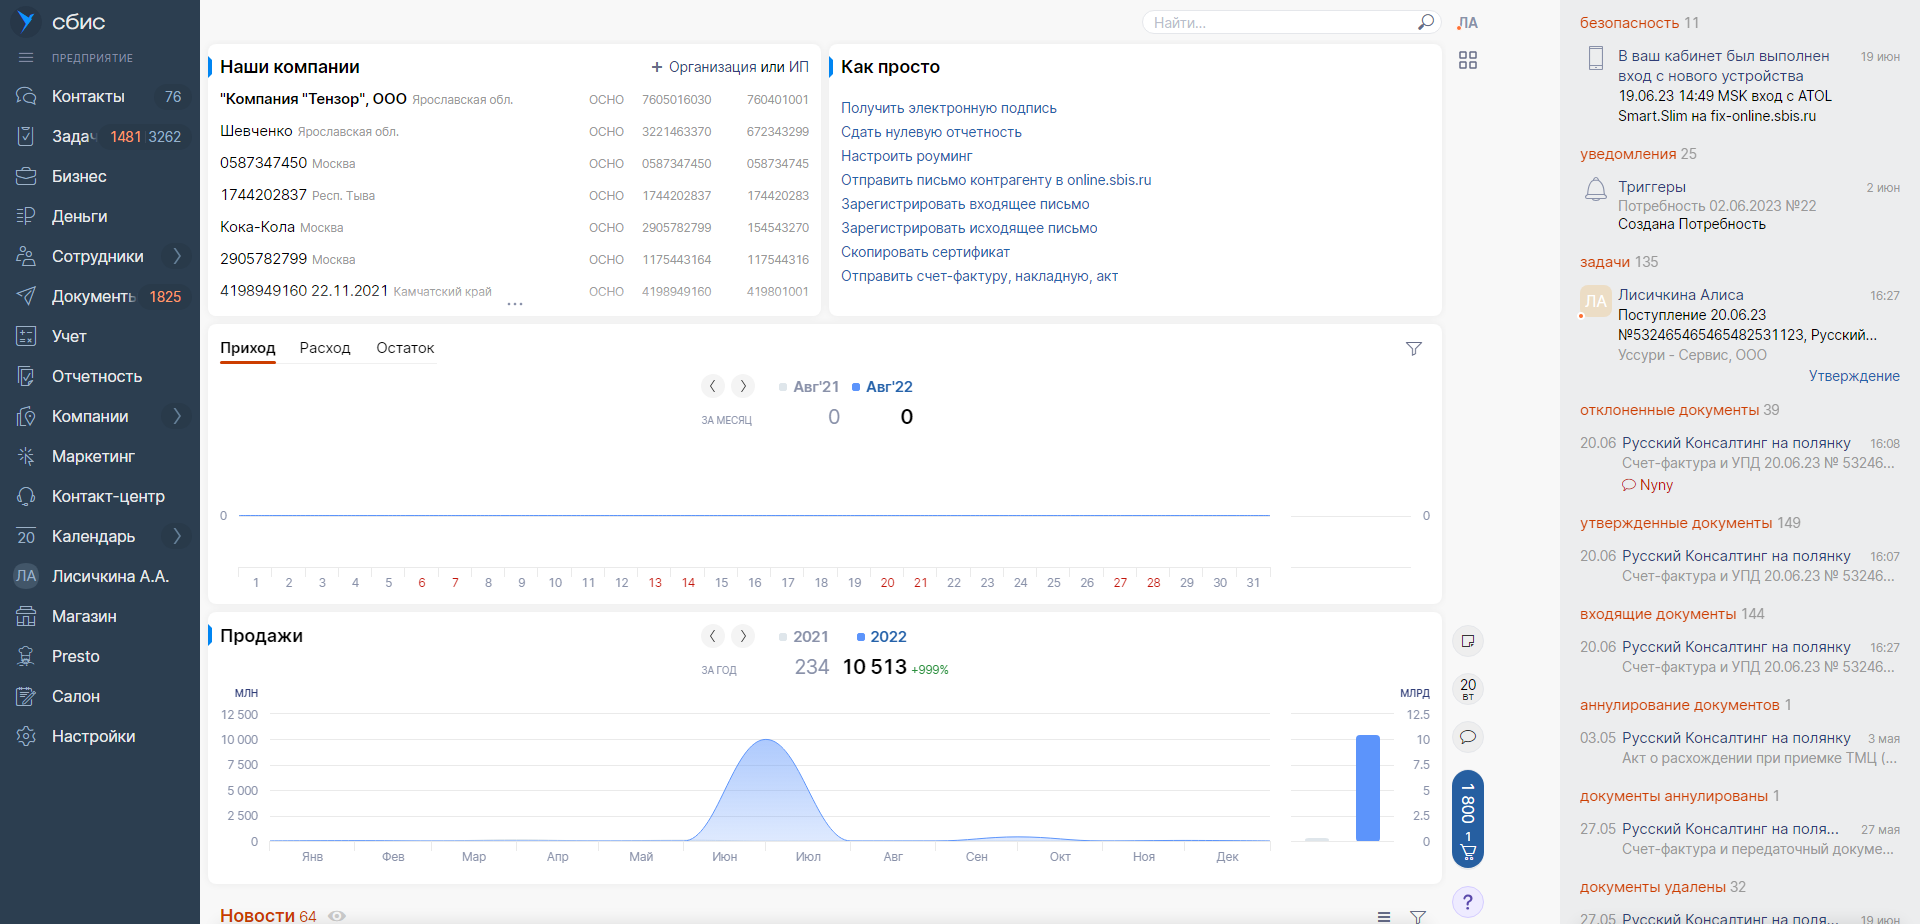 сбис
ПРЕДПРИЯТИЕ
Контакты 76
Задач 1481 3262
Бизнес
Деньги
Сотрудники
Документы 1825
Учет
Отчетность
Компании
Маркетинг
Контакт-центр
20 Календарь
ЛА Лисичкина А.А.
Магазин
Presto
Салон
Настройки
Найти...
ЛА
Наши компании
+ Организация или ИП
"Компания "Тензор", ООО Ярославская обл. ОСНО 7605016030 760401001
Шевченко Ярославская обл. ОСНО 3221463370 672343299
0587347450 Москва ОСНО 0587347450 058734745
1744202837 Респ. Тыва ОСНО 1744202837 174420283
Кока-Кола Москва ОСНО 2905782799 154543270
2905782799 Москва ОСНО 1175443164 117544316
4198949160 22.11.2021 Камчатский край ОСНО 4198949160 419801001
...
Как просто
Получить электронную подпись
Сдать нулевую отчетность
Настроить роуминг
Отправить письмо контрагенту в online.sbis.ru
Зарегистрировать входящее письмо
Зарегистрировать исходящее письмо
Скопировать сертификат
Отправить счет-фактуру, накладную, акт
Приход Расход Остаток
Авг'21 Авг'22
ЗА МЕСЯЦ 0 0
0 0
1 2 3 4 5 6 7 8 9 10 11 12 13 14 15 16 17 18 19 20 21 22 23 24 25 26 27 28 29 30 31
Продажи
2021 2022
ЗА ГОД 234 10 513 +999%
МЛН МЛРД
12 500 12.5
10 000 10
7 500 7.5
5 000 5
2 500 2.5
0 0
Янв Фев Мар Апр Май Июн Июл Авг Сен Окт Ноя Дек
Новости 64
20
ВТ
1 800 1
?
безопасность 11
В ваш кабинет был выполнен 19 июн
вход с нового устройства
19.06.23 14:49 MSK вход с ATOL
Smart.Slim на fix-online.sbis.ru
уведомления 25
Триггеры 2 июн
Потребность 02.06.2023 №22
Создана Потребность
задачи 135
ЛА Лисичкина Алиса 16:27
Поступление 20.06.23
№532465465465482531123, Русский...
Уссури - Сервис, ООО
Утверждение
отклоненные документы 39
20.06 Русский Консалтинг на полянку 16:08
Счет-фактура и УПД 20.06.23 № 53246...
Nyny
утвержденные документы 149
20.06 Русский Консалтинг на полянку 16:07
Счет-фактура и УПД 20.06.23 № 53246...
входящие документы 144
20.06 Русский Консалтинг на полянку 16:27
Счет-фактура и УПД 20.06.23 № 53246...
аннулирование документов 1
03.05 Русский Консалтинг на полянку 3 мая
Акт о расхождении при приемке ТМЦ (...
документы аннулированы 1
27.05 Русский Консалтинг на поля... 27 мая
Счет-фактура и передаточный докуме...
документы удалены 32
27.05 Русский Консалтинг на поля... 19 июн